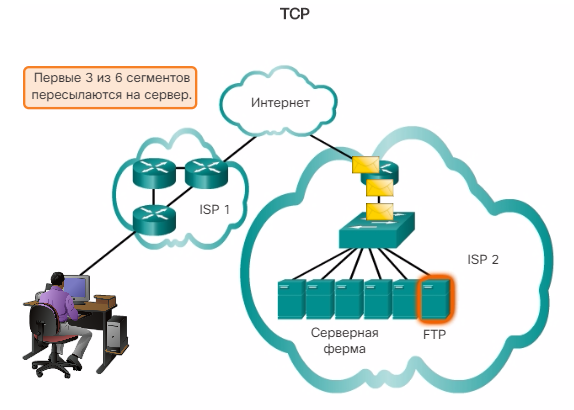 TCP
Первые 3 из 6 сегментов
пересылаются на сервер.
Интернет
ISP 1
ISP 2
Серверная
ферма
FTP